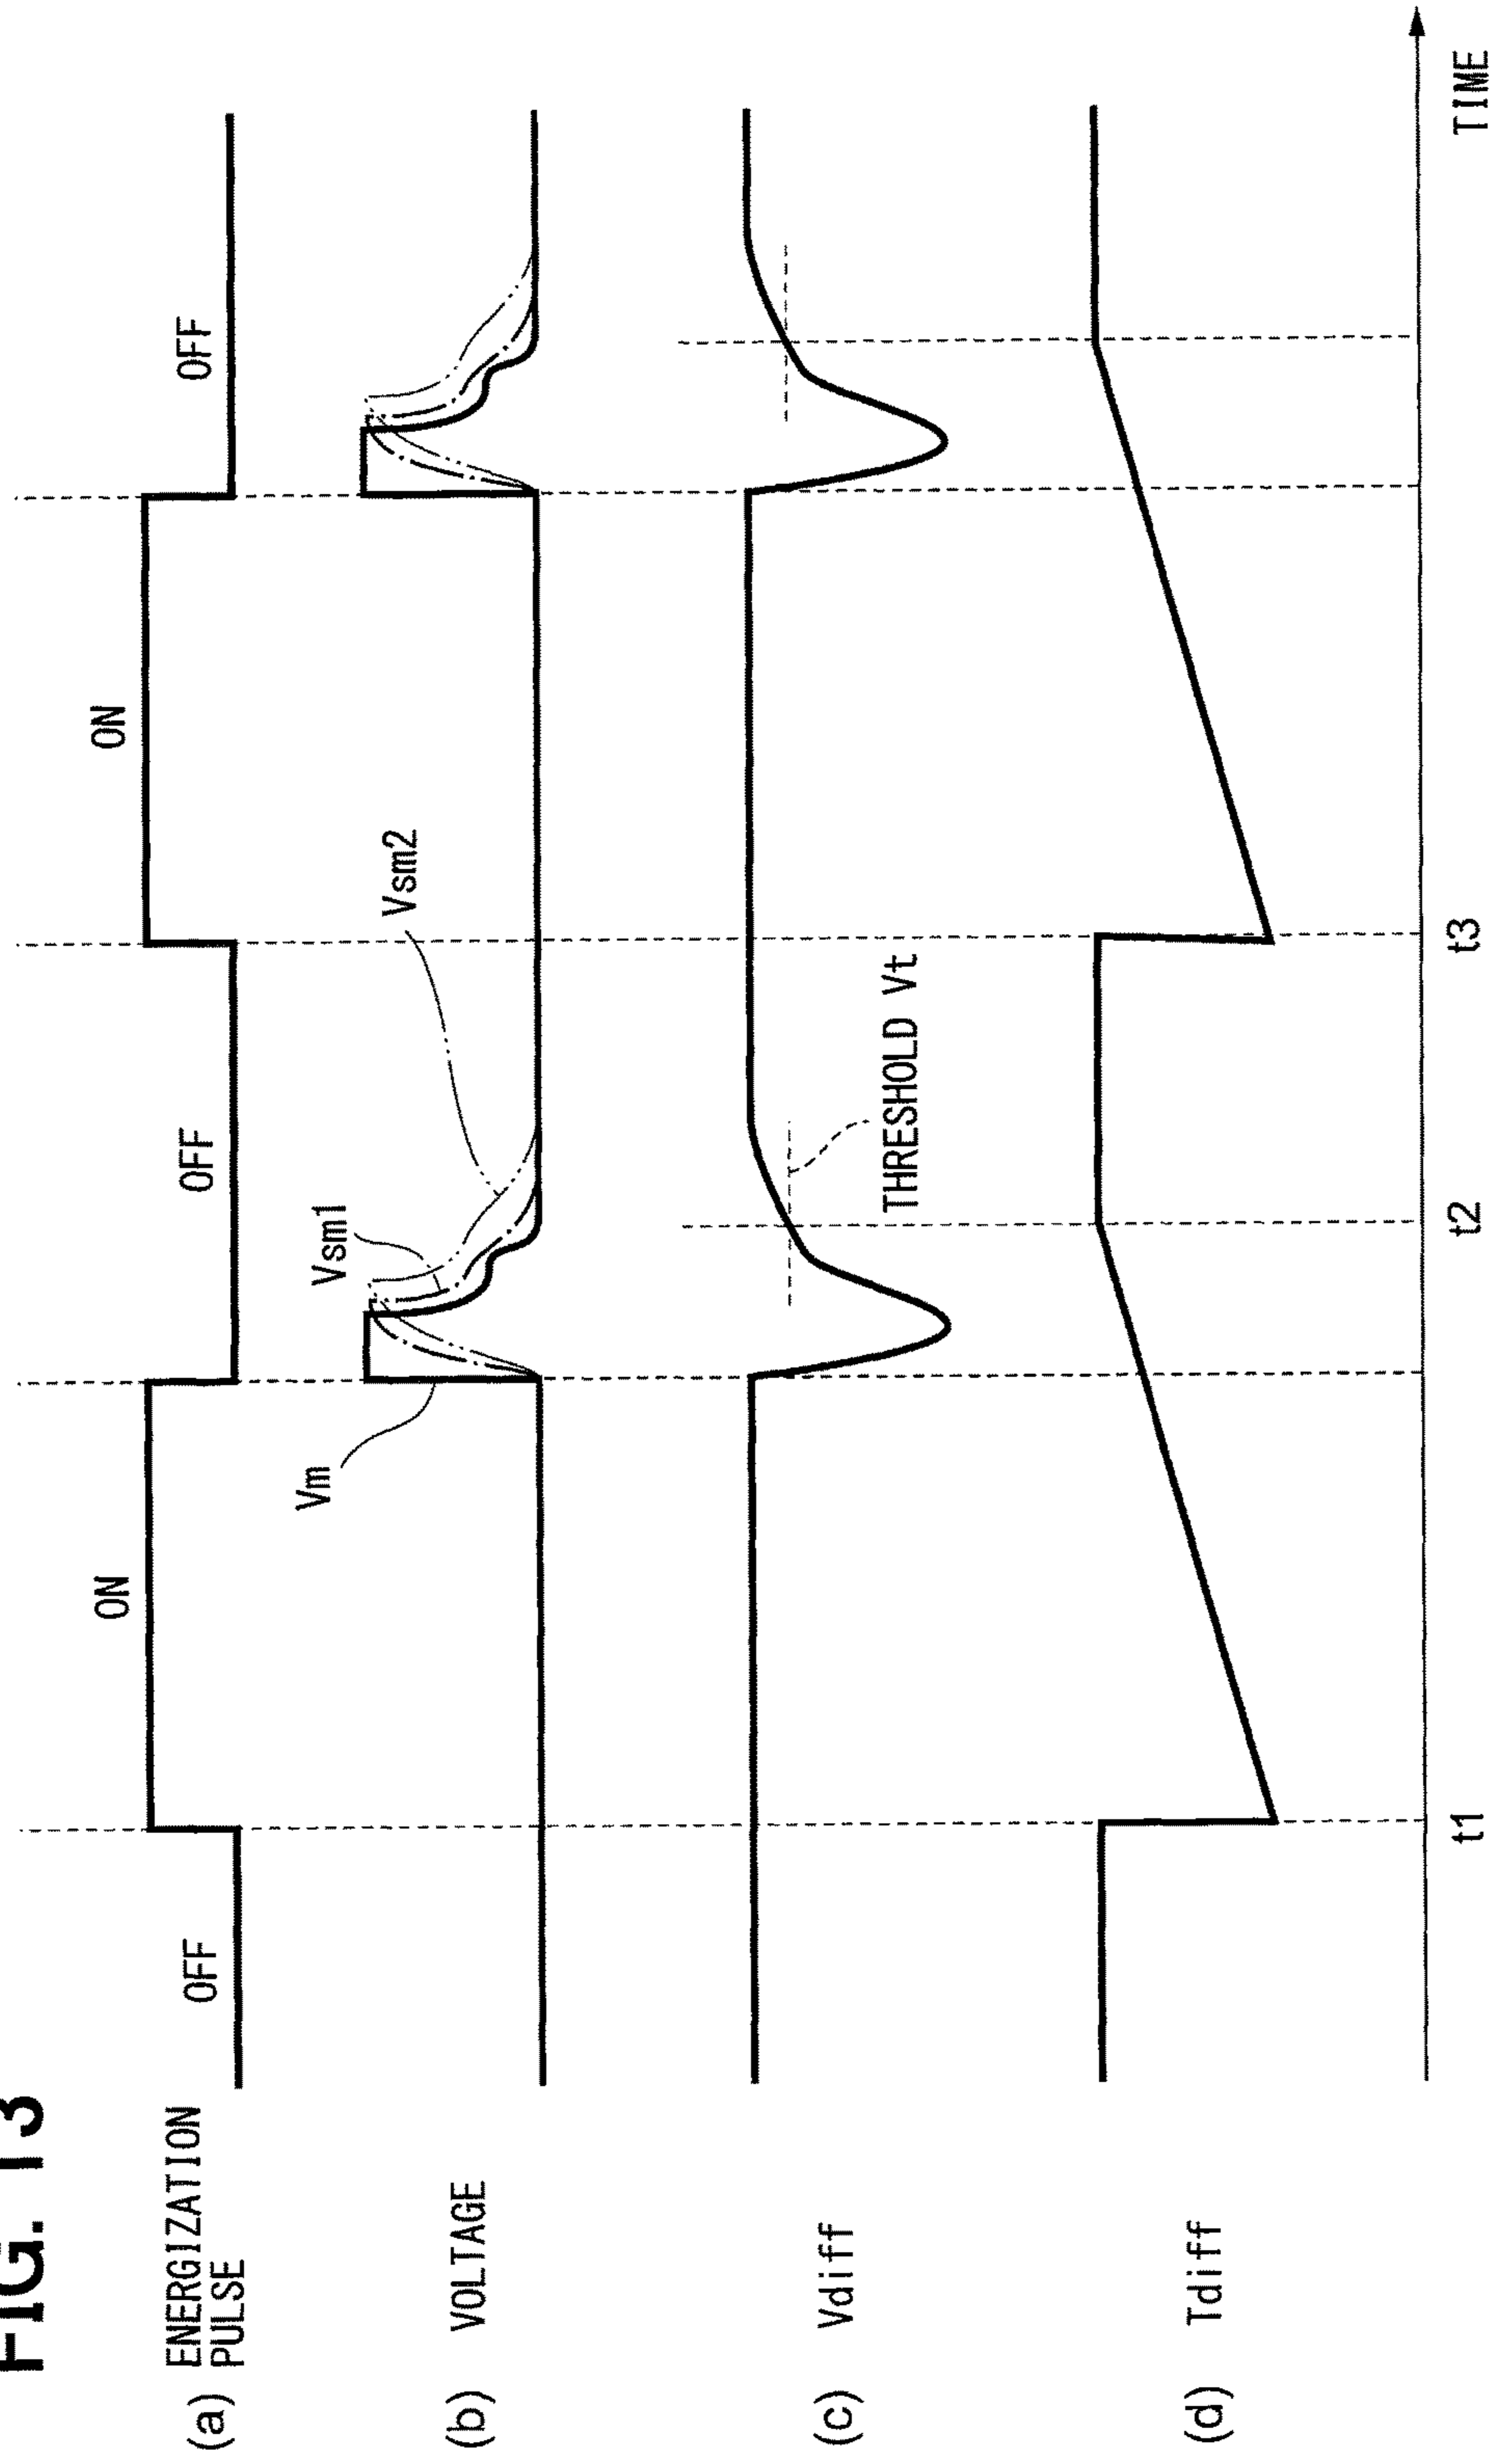 FIG. 13
(a) ENERGIZATION
PULSE
OFF
ON
OFF
ON
OFF
(b) VOLTAGE
Vm
Vsm1
Vsm2
(c) Vdiff
THRESHOLD Vt
(d) Tdiff
t1
t2
t3
TIME